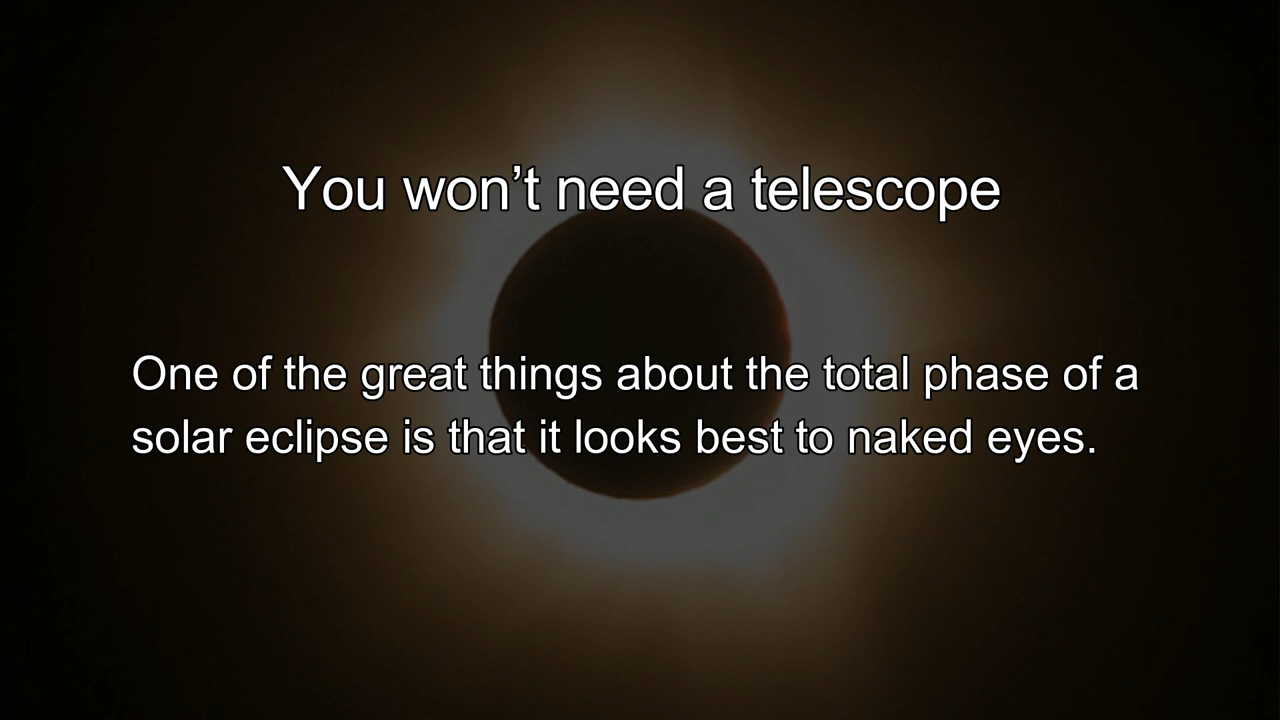 You won’t need a telescope
One of the great things about the total phase of a
solar eclipse is that it looks best to naked eyes.